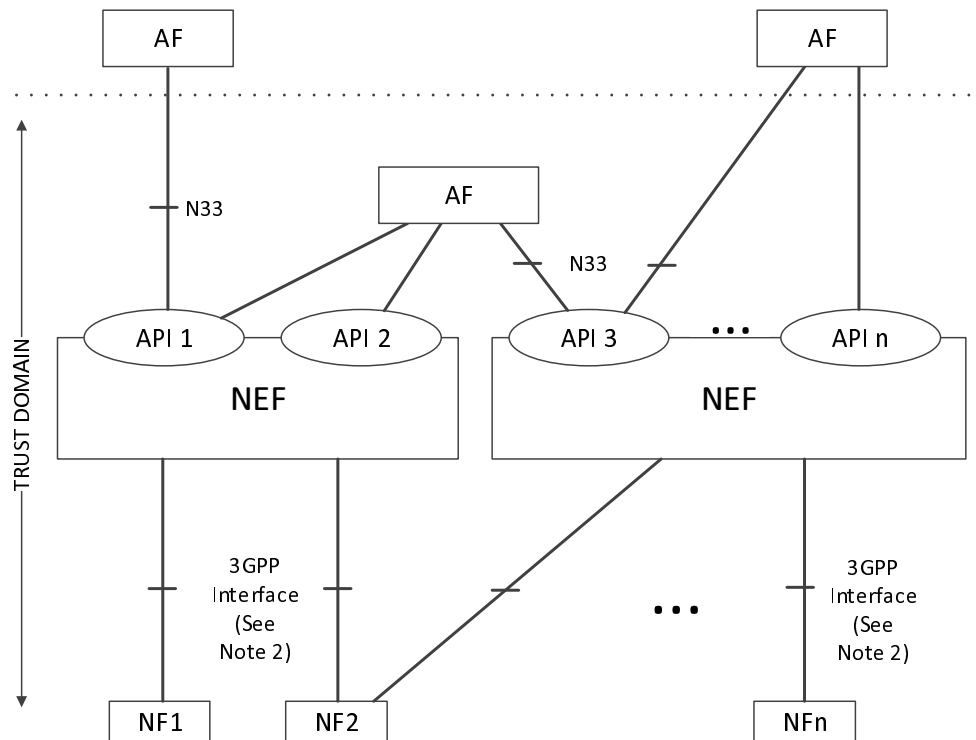 AF
AF
AF
N33
N33
API 1
API 2
API 3
...
API n
NEF
NEF
TRUST DOMAIN
3GPP
Interface
(See
Note 2)
...
3GPP
Interface
(See
Note 2)
NF1
NF2
NFn